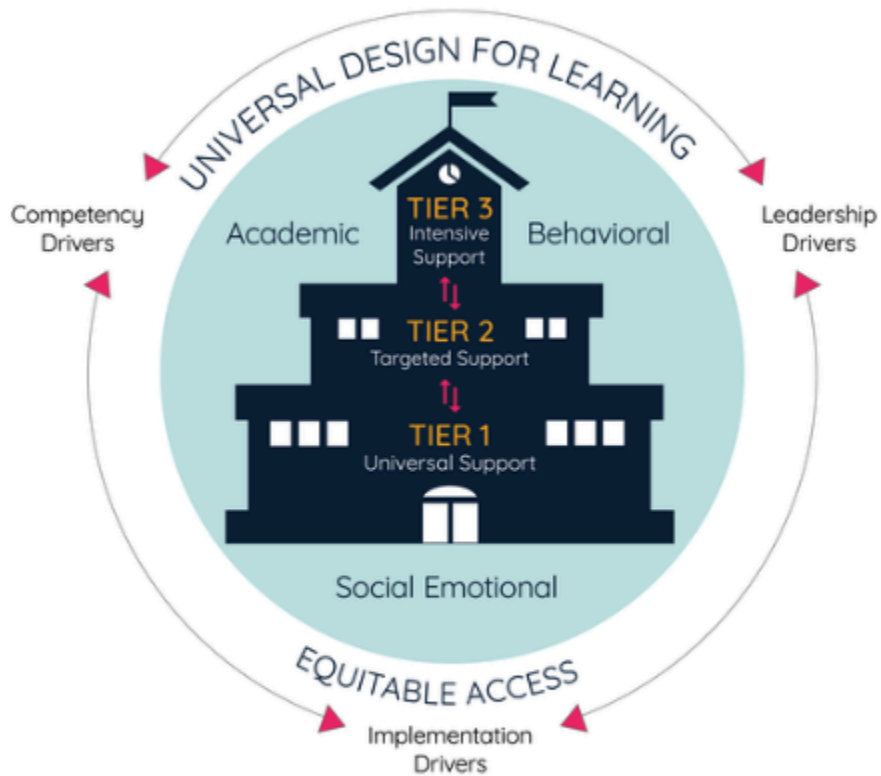 UNIVERSAL DESIGN FOR LEARNING
Competency
Drivers
Leadership
Drivers
Academic
Behavioral
TIER 3
Intensive
Support
TIER 2
Targeted Support
TIER 1
Universal Support
Social Emotional
EQUITABLE ACCESS
Implementation
Drivers